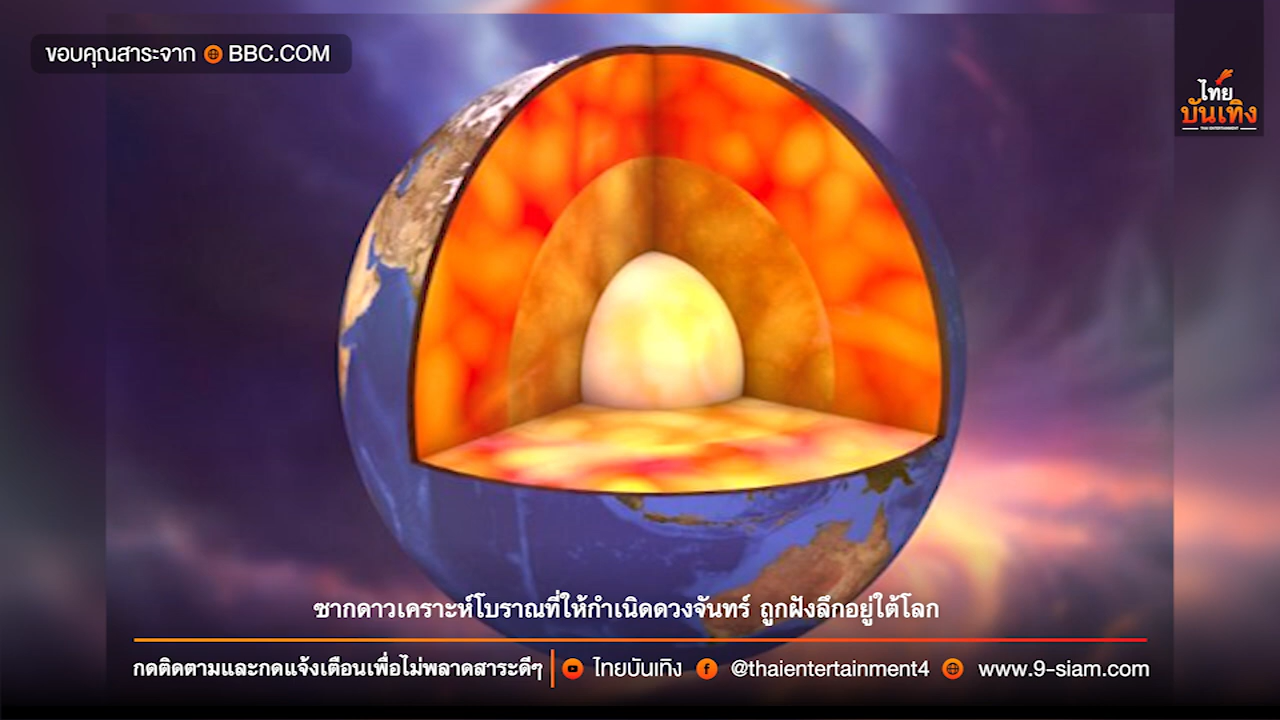 ขอบคุณสาระจาก BBC.COM
ไทย
บันเทิง
THAI ENTERTAINMENT
ซากดาวเคราะห์โบราณที่ให้กำเนิดดวงจันทร์ ถูกฝังลึกอยู่ใต้โลก
กดติดตามและกดแจ้งเตือนเพื่อไม่พลาดสาระดีๆ ไทยบันเทิง @thaientertainment4 www.9-siam.com